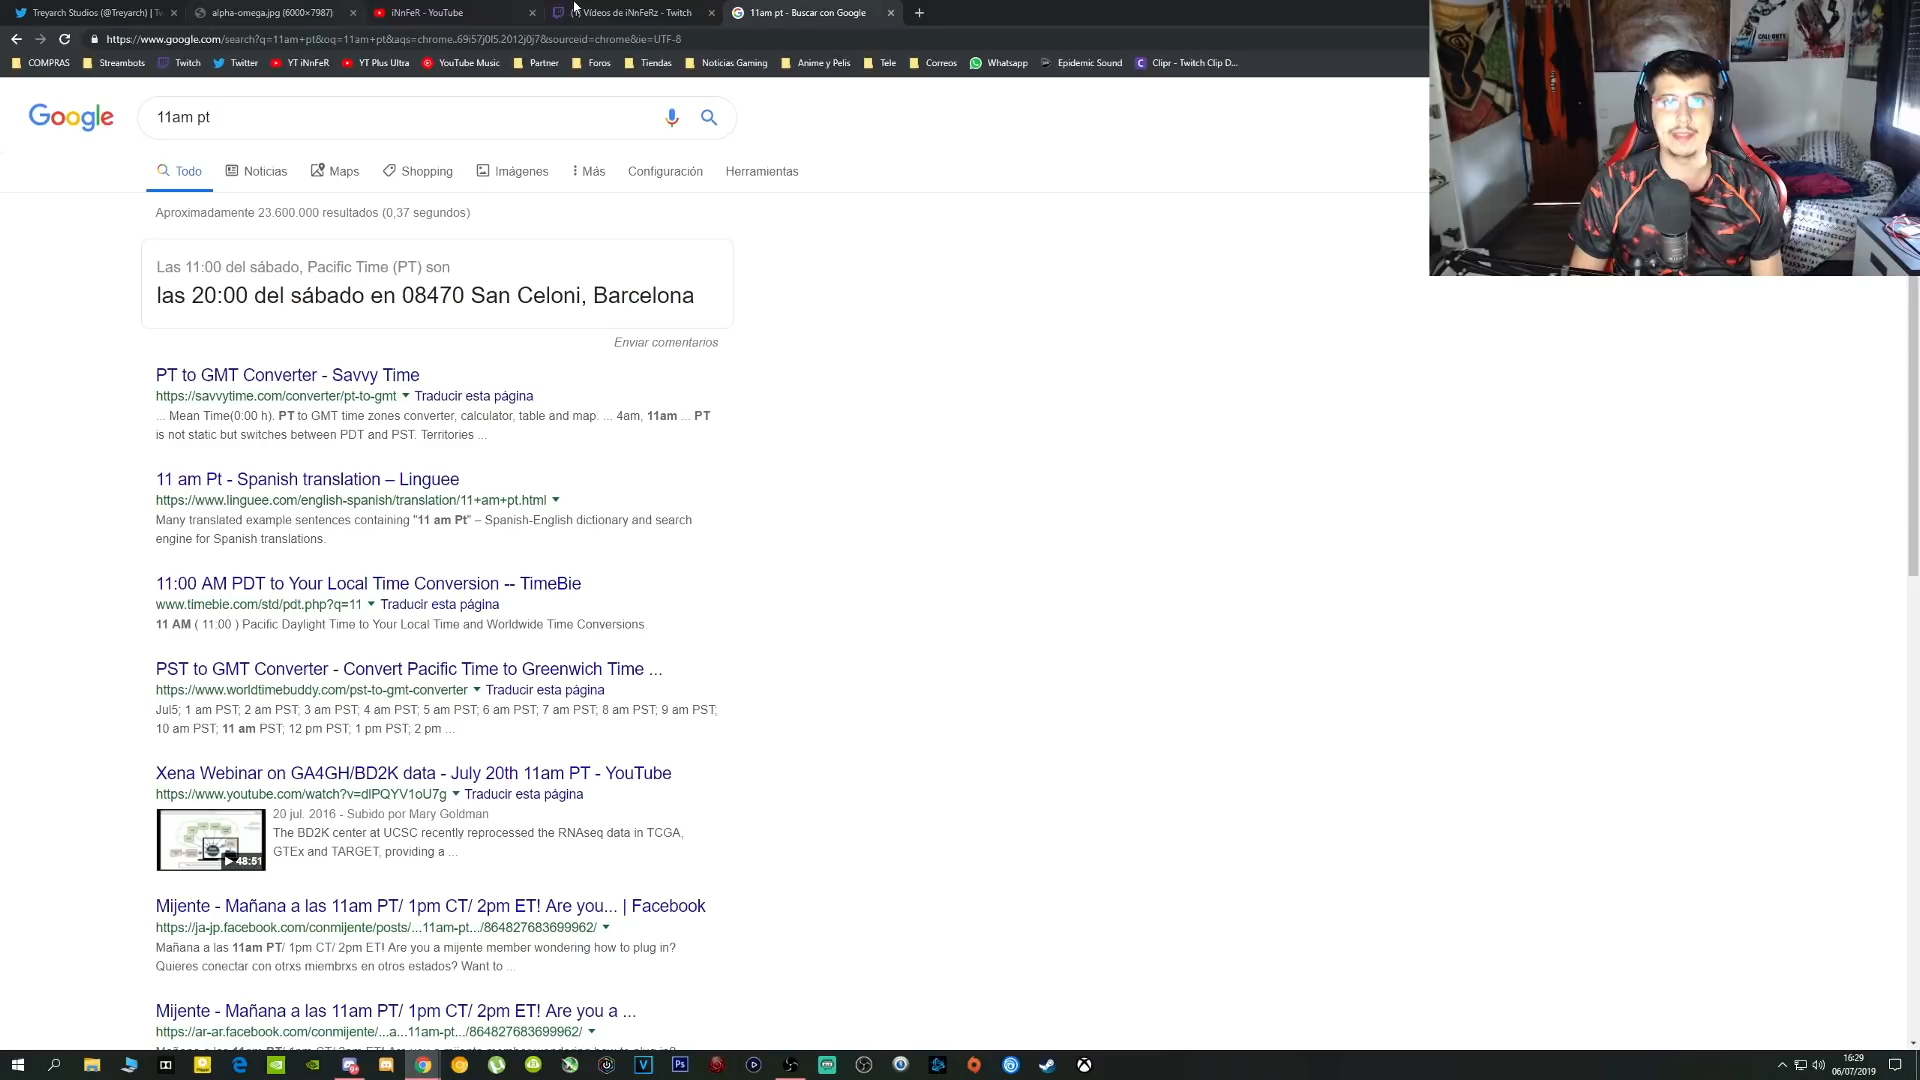 Treyarch Studios (@Treyarch) | Tw
alpha-omega.jpg (6000×7987)
iNnFeR - YouTube
Vídeos de iNnFeRz - Twitch
11am pt - Buscar con Google
https://www.google.com/search?q=11am+pt&oq=11am+pt&aqs=chrome..69i57j0l5.2012j0j7&sourceid=chrome&ie=UTF-8
COMPRAS
Streambots
Twitch
Twitter
YT iNnFeR
YT Plus Ultra
YouTube Music
Partner
Foros
Tiendas
Noticias Gaming
Anime y Pelis
Tele
Correos
Whatsapp
Epidemic Sound
Clipr - Twitch Clip D...
Google
11am pt
Todo
Noticias
Maps
Shopping
Imágenes
Más
Configuración
Herramientas
Aproximadamente 23.600.000 resultados (0,37 segundos)
Las 11:00 del sábado, Pacific Time (PT) son
las 20:00 del sábado en 08470 San Celoni, Barcelona
Enviar comentarios
PT to GMT Converter - Savvy Time
https://savvytime.com/converter/pt-to-gmt Traducir esta página
... Mean Time(0:00 h). PT to GMT time zones converter, calculator, table and map. ... 4am, 11am ... PT
is not static but switches between PDT and PST. Territories ...
11 am Pt - Spanish translation – Linguee
https://www.linguee.com/english-spanish/translation/11+am+pt.html
Many translated example sentences containing "11 am Pt" – Spanish-English dictionary and search
engine for Spanish translations.
11:00 AM PDT to Your Local Time Conversion -- TimeBie
www.timebie.com/std/pdt.php?q=11 Traducir esta página
11 AM ( 11:00 ) Pacific Daylight Time to Your Local Time and Worldwide Time Conversions.
PST to GMT Converter - Convert Pacific Time to Greenwich Time ...
https://www.worldtimebuddy.com/pst-to-gmt-converter Traducir esta página
Jul5; 1 am PST; 2 am PST; 3 am PST; 4 am PST; 5 am PST; 6 am PST; 7 am PST; 8 am PST; 9 am PST;
10 am PST; 11 am PST; 12 pm PST; 1 pm PST; 2 pm ...
Xena Webinar on GA4GH/BD2K data - July 20th 11am PT - YouTube
https://www.youtube.com/watch?v=dlPQYV1oU7g Traducir esta página
20 jul. 2016 - Subido por Mary Goldman
The BD2K center at UCSC recently reprocessed the RNAseq data in TCGA,
GTEx and TARGET, providing a ...
48:51
Mijente - Mañana a las 11am PT/ 1pm CT/ 2pm ET! Are you... | Facebook
https://ja-jp.facebook.com/conmijente/posts/...11am-pt.../864827683699962/
Mañana a las 11am PT/ 1pm CT/ 2pm ET! Are you a mijente member wondering how to plug in?
Quieres conectar con otrxs miembrxs en otros estados? Want to ...
Mijente - Mañana a las 11am PT/ 1pm CT/ 2pm ET! Are you a ...
https://ar-ar.facebook.com/conmijente/...a...11am-pt.../864827683699962/
16:29
06/07/2019